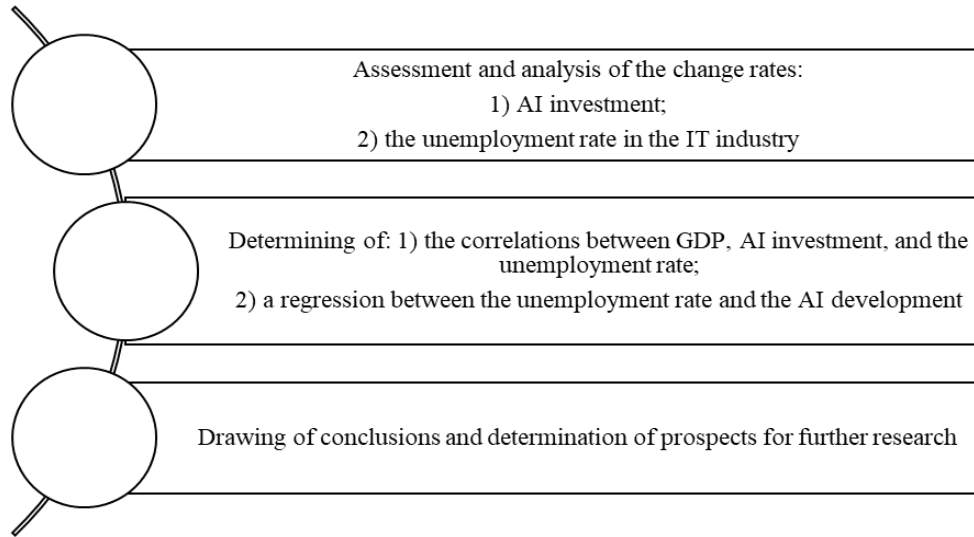 Assessment and analysis of the change rates:
1) AI investment;
2) the unemployment rate in the IT industry
Determining of: 1) the correlations between GDP, AI investment, and the
unemployment rate;
2) a regression between the unemployment rate and the AI development
Drawing of conclusions and determination of prospects for further research